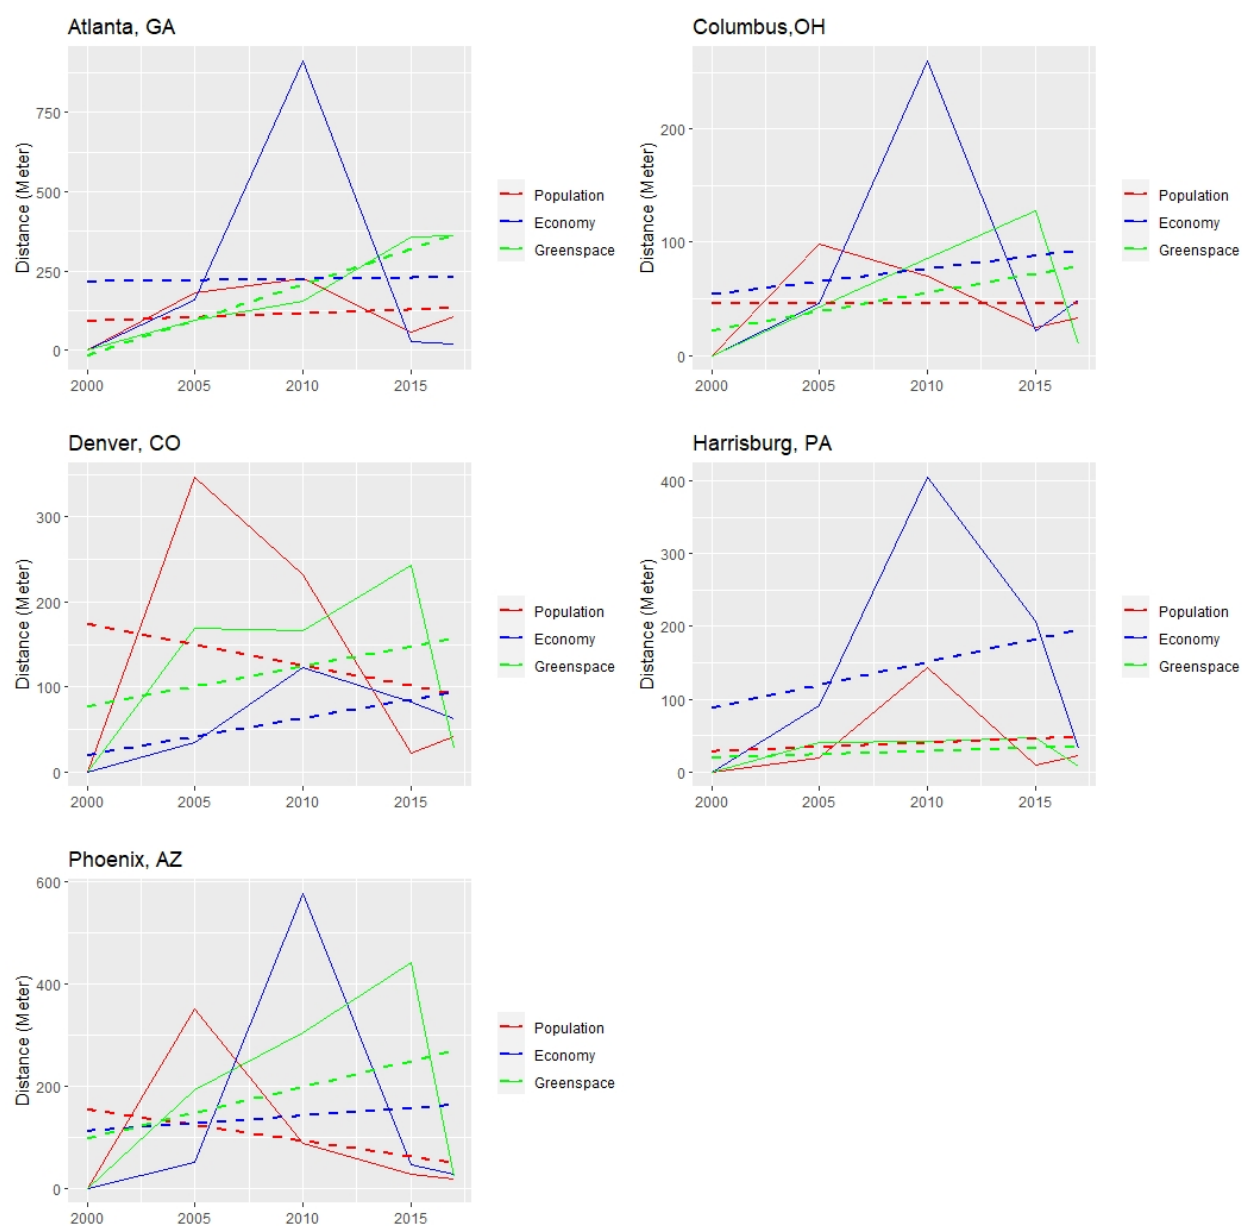 Atlanta, GA
Distance (Meter)
750
500
250
0
2000 2005 2010 2015
Population
Economy
Greenspace
Columbus,OH
Distance (Meter)
200
100
0
2000 2005 2010 2015
Population
Economy
Greenspace
Denver, CO
Distance (Meter)
300
200
100
0
2000 2005 2010 2015
Population
Economy
Greenspace
Harrisburg, PA
Distance (Meter)
400
300
200
100
0
2000 2005 2010 2015
Population
Economy
Greenspace
Phoenix, AZ
Distance (Meter)
600
400
200
0
2000 2005 2010 2015
Population
Economy
Greenspace